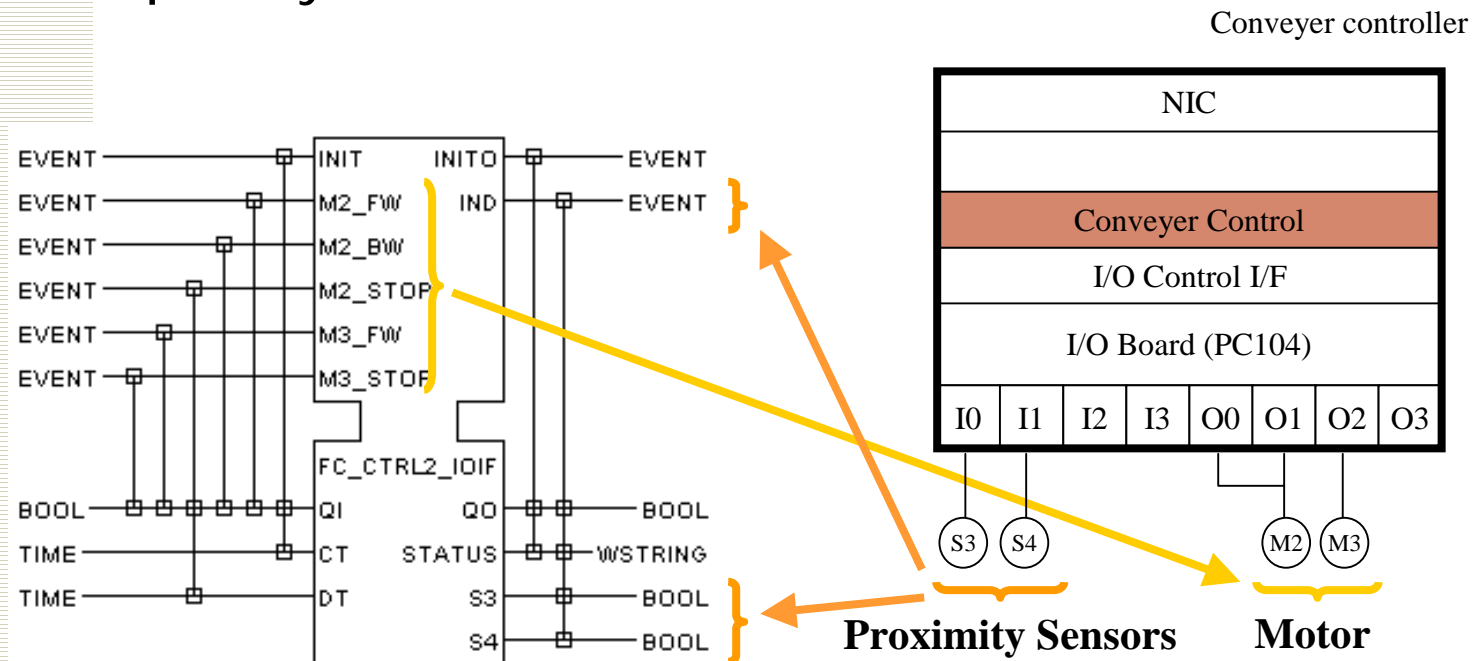 Conveyer controller
NIC
EVENT INIT INITO EVENT
EVENT M2_FW IND EVENT
EVENT M2_BW
EVENT M2_STOP
EVENT M3_FW
EVENT M3_STOP
FC_CTRL2_IOIF
BOOL QI QO BOOL
TIME CT STATUS WSTRING
TIME DT S3 BOOL
S4 BOOL
Conveyer Control
I/O Control I/F
I/O Board (PC104)
I0 I1 I2 I3 O0 O1 O2 O3
S3 S4 M2 M3
Proximity Sensors Motor